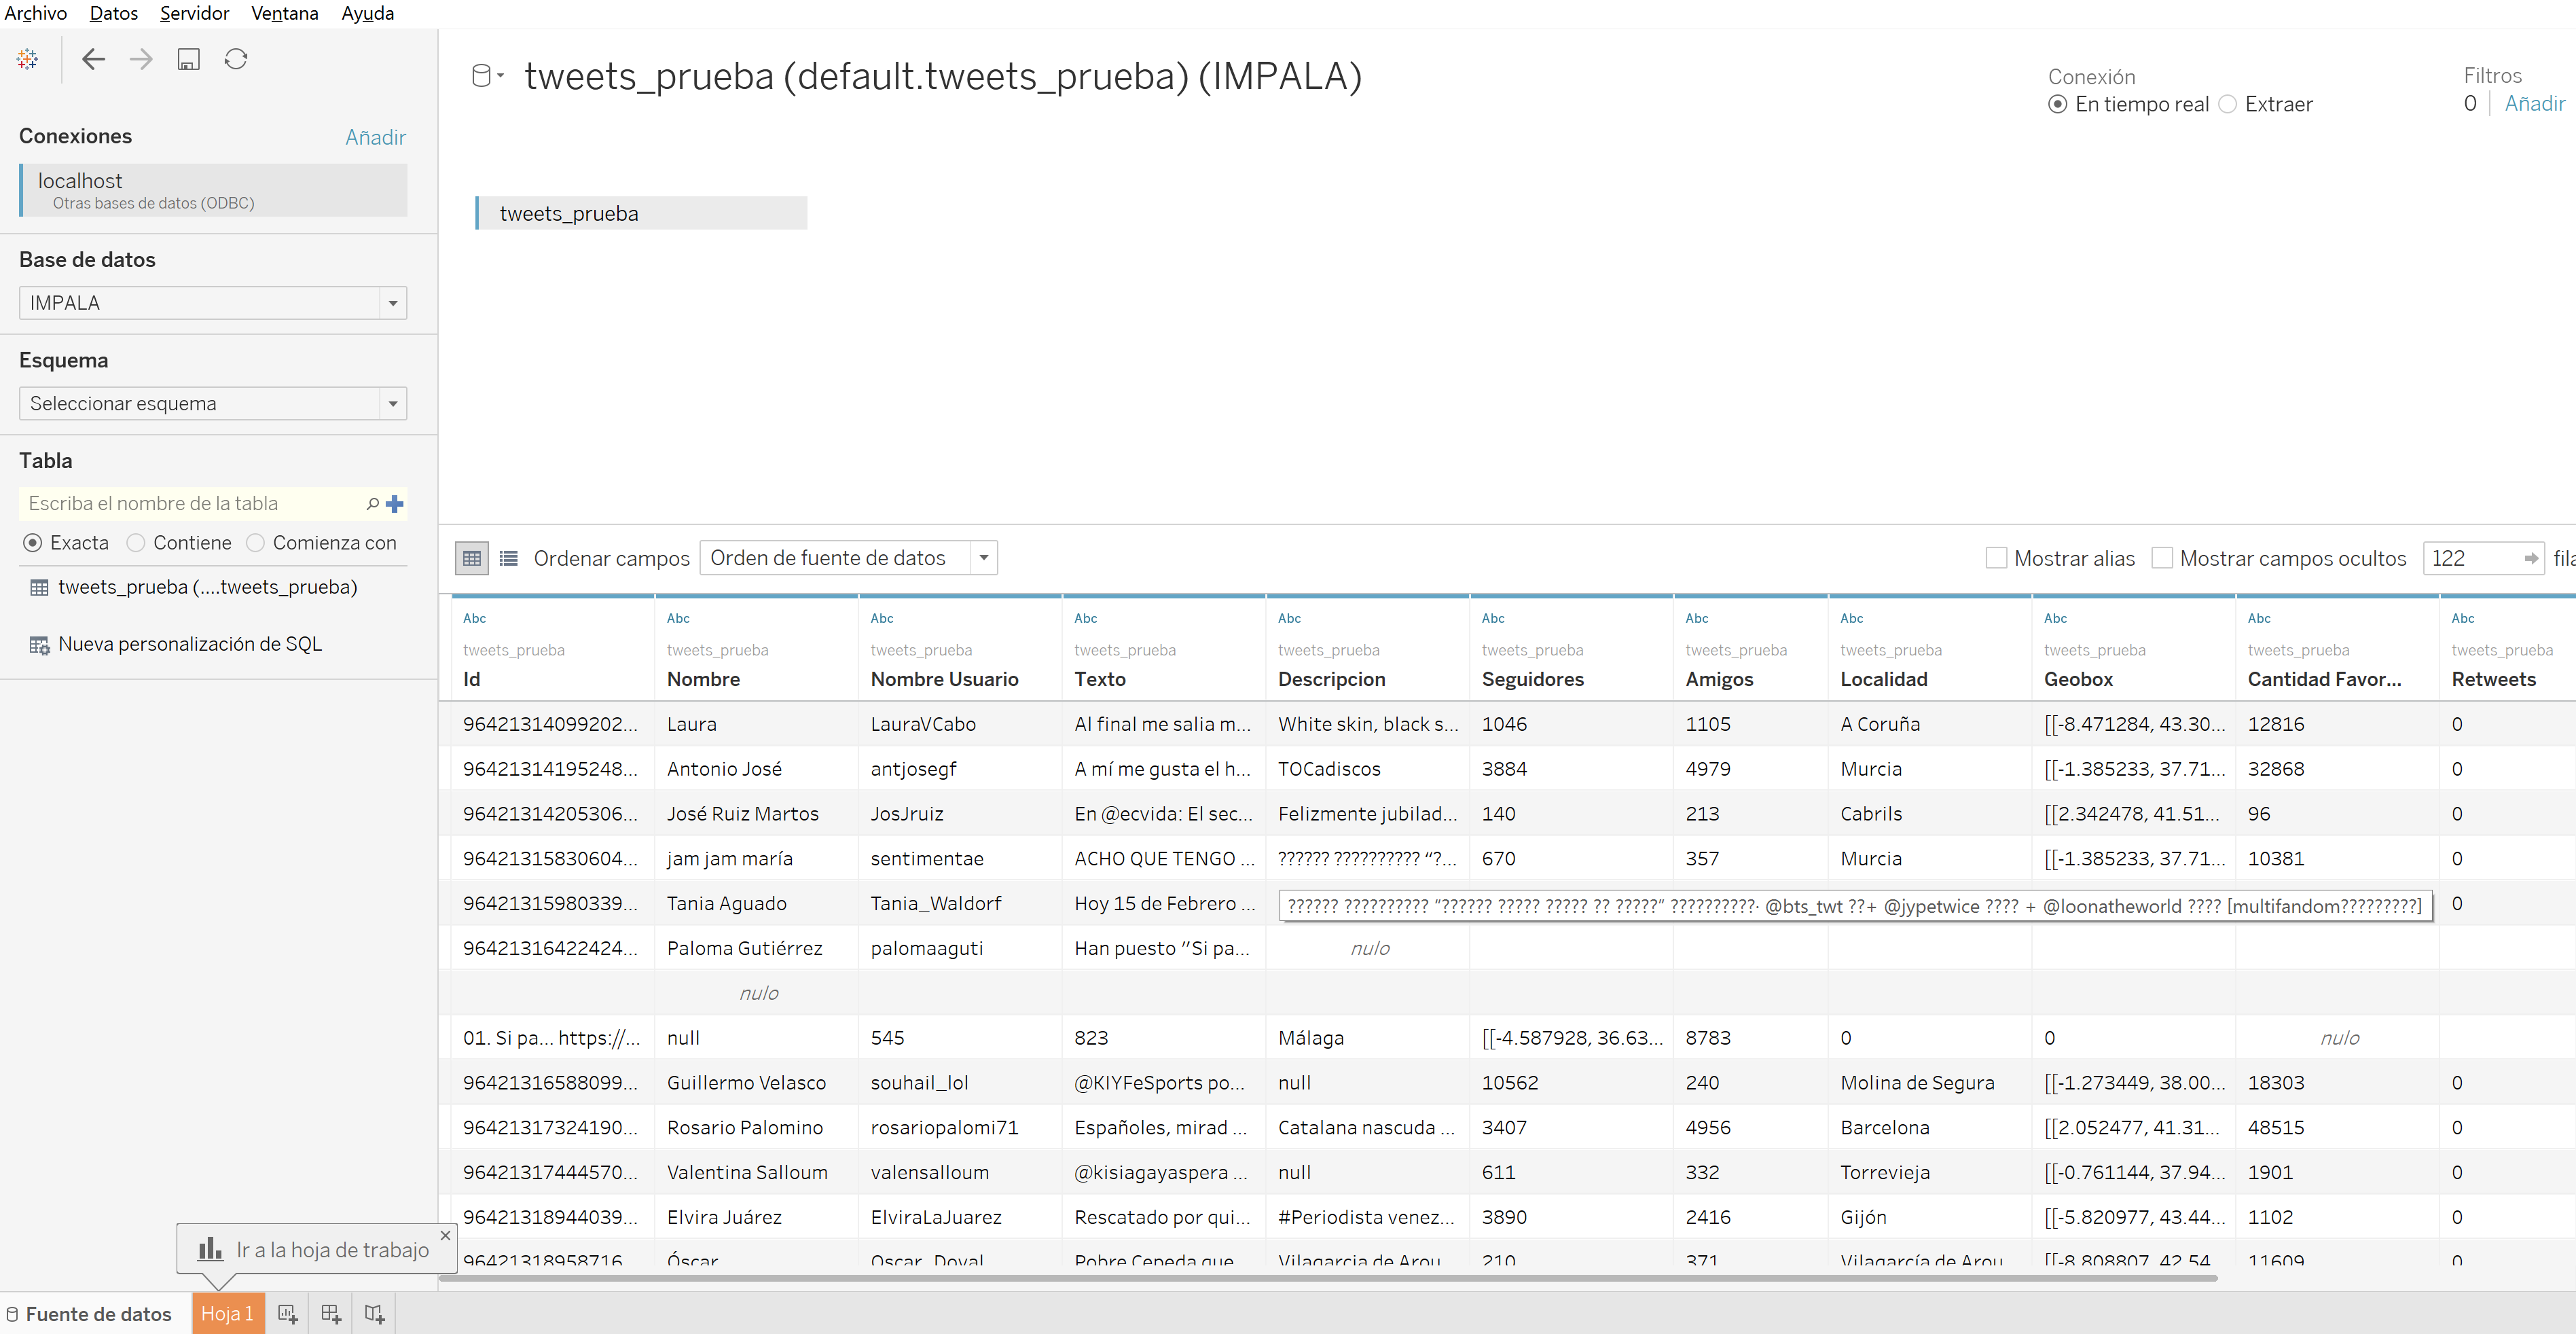 Archivo Datos Servidor Ventana Ayuda
tweets_prueba (default.tweets_prueba) (IMPALA)
Conexión
En tiempo real Extraer
Filtros
0 Añadir
Conexiones Añadir
localhost
Otras bases de datos (ODBC)
Base de datos
IMPALA
Esquema
Seleccionar esquema
Tabla
Escriba el nombre de la tabla
Exacta Contiene Comienza con
tweets_prueba (....tweets_prueba)
Nueva personalización de SQL
tweets_prueba
Ordenar campos Orden de fuente de datos Mostrar alias Mostrar campos ocultos 122
Abc Abc Abc Abc Abc Abc Abc Abc Abc Abc Abc
tweets_prueba tweets_prueba tweets_prueba tweets_prueba tweets_prueba tweets_prueba tweets_prueba tweets_prueba tweets_prueba tweets_prueba tweets_prueba
Id Nombre Nombre Usuario Texto Descripcion Seguidores Amigos Localidad Geobox Cantidad Favor... Retweets
96421314099202... Laura LauraVCabo Al final me salia m... White skin, black s... 1046 1105 A Coruña [[-8.471284, 43.30... 12816 0
96421314195248... Antonio José antjosegf A mí me gusta el h... TOCadiscos 3884 4979 Murcia [[-1.385233, 37.71... 32868 0
96421314205306... José Ruiz Martos JosJruiz En @ecvida: El sec... Felizmente jubilad... 140 213 Cabrils [[2.342478, 41.51... 96 0
96421315830604... jam jam maría sentimentae ACHO QUE TENGO ... ?????? ?????????? “?... 670 357 Murcia [[-1.385233, 37.71... 10381 0
96421315980339... Tania Aguado Tania_Waldorf Hoy 15 de Febrero ... ?????? ?????????? “?????? ????? ????? ?? ?????“ ??????????· @bts_twt ??+ @jypetwice ???? + @loonatheworld ???? [multifandom?????????] 0
96421316422424... Paloma Gutiérrez palomaaguti Han puesto ”Si pa... nulo
nulo
01. Si pa... https://... null 545 823 Málaga [[-4.587928, 36.63... 8783 0 0 nulo
96421316588099... Guillermo Velasco souhail_lol @KIYFeSports po... null 10562 240 Molina de Segura [[-1.273449, 38.00... 18303 0
96421317324190... Rosario Palomino rosariopalomi71 Españoles, mirad ... Catalana nascuda ... 3407 4956 Barcelona [[2.052477, 41.31... 48515 0
96421317444570... Valentina Salloum valensalloum @kisiagayaspera ... null 611 332 Torrevieja [[-0.761144, 37.94... 1901 0
96421318944039... Elvira Juárez ElviraLaJuarez Rescatado por qui... #Periodista venez... 3890 2416 Gijón [[-5.820977, 43.44... 1102 0
96421318958716 Óscar Oscar_Doval Pobre Cepeda que Vilagarcia de Arou 210 371 Vilagarcía de Arou [[-8.808807, 42.54 11609 0
Ir a la hoja de trabajo
Fuente de datos Hoja 1